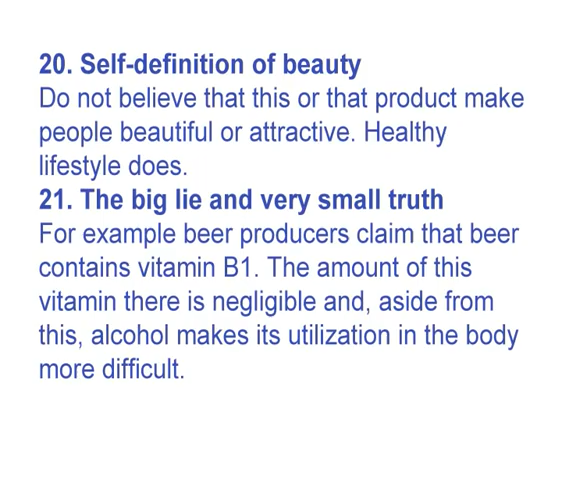 20. Self-definition of beauty
Do not believe that this or that product make
people beautiful or attractive. Healthy
lifestyle does.
21. The big lie and very small truth
For example beer producers claim that beer
contains vitamin B1. The amount of this
vitamin there is negligible and, aside from
this, alcohol makes its utilization in the body
more difficult.